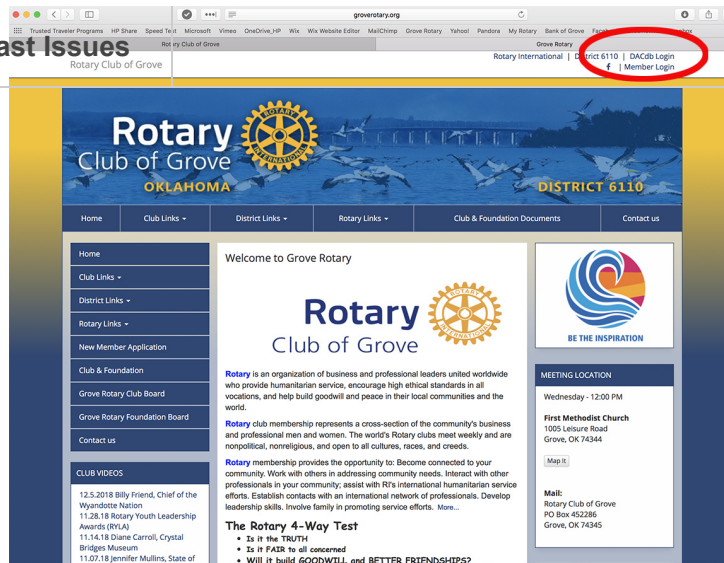 groverotary.org
Trusted Traveler Programs HP Share Speed Test Microsoft Vimeo OneDrive_HP Wix Wix Website Editor MailChimp Grove Rotary Yahoo! Pandora My Rotary Bank of Grove
Rotary Club of Grove
Grove Rotary
ast Issues
Rotary Club of Grove
Rotary International | District 6110 | DACdb Login
f | Member Login
Rotary
Club of Grove
OKLAHOMA
ROTARY INTERNATIONAL
DISTRICT 6110
Home Club Links District Links Rotary Links Club & Foundation Documents Contact us
Home
Club Links
District Links
Rotary Links
New Member Application
Club & Foundation
Grove Rotary Club Board
Grove Rotary Foundation Board
Contact us
CLUB VIDEOS
12.5.2018 Billy Friend, Chief of the
Wyandotte Nation
11.28.18 Rotary Youth Leadership
Awards (RYLA)
11.14.18 Diane Carroll, Crystal
Bridges Museum
11.07.18 Jennifer Mullins, State of
Welcome to Grove Rotary
Rotary
Club of Grove
ROTARY INTERNATIONAL
Rotary is an organization of business and professional leaders united worldwide
who provide humanitarian service, encourage high ethical standards in all
vocations, and help build goodwill and peace in their local communities and the
world.
Rotary club membership represents a cross-section of the community's business
and professional men and women. The world's Rotary clubs meet weekly and are
nonpolitical, nonreligious, and open to all cultures, races, and creeds.
Rotary membership provides the opportunity to: Become connected to your
community. Work with others in addressing community needs. Interact with other
professionals in your community; assist with RI's international humanitarian service
efforts. Establish contacts with an international network of professionals. Develop
leadership skills. Involve family in promoting service efforts. More...
The Rotary 4-Way Test
• Is it the TRUTH
• Is it FAIR to all concerned
• Will it build GOODWILL and BETTER FRIENDSHIPS?
BE THE INSPIRATION
MEETING LOCATION
Wednesday - 12:00 PM
First Methodist Church
1005 Leisure Road
Grove, OK 74344
Map It
Mail:
Rotary Club of Grove
PO Box 452286
Grove, OK 74345